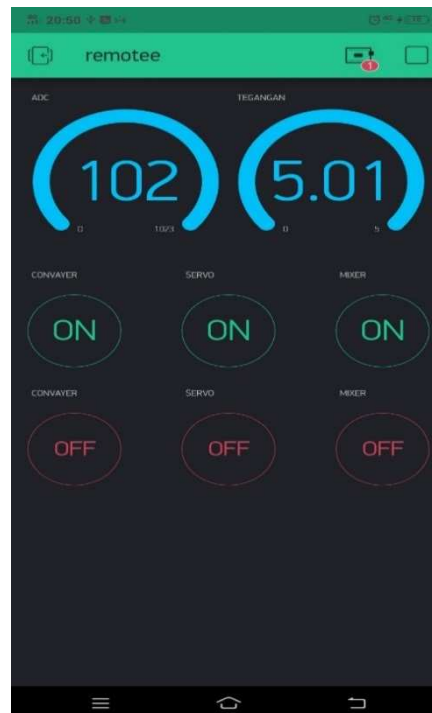 20:50
remotee
1
ADC TEGANGAN
102 5.01
0 1023 0 5
CONVAYER SERVO MIXER
ON ON ON
CONVAYER SERVO MIXER
OFF OFF OFF